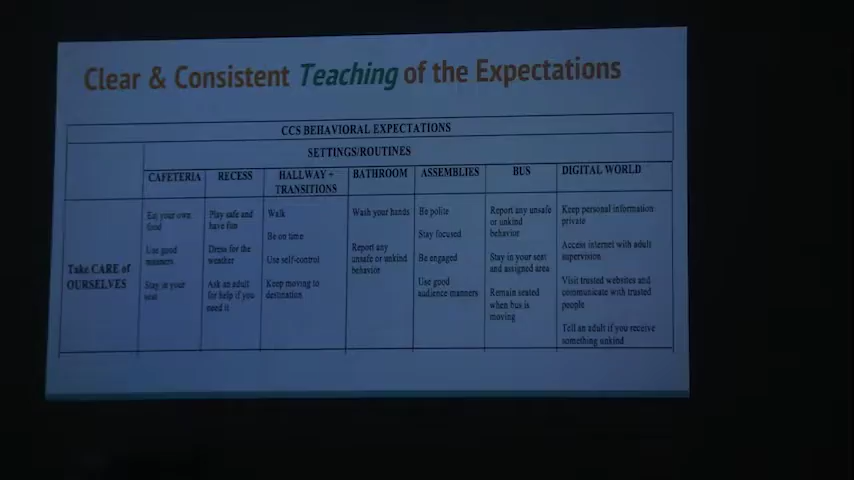 Clear & Consistent Teaching of the Expectations
CCS BEHAVIORAL EXPECTATIONS
SETTINGS/ROUTINES
CAFETERIA
RECESS
HALLWAY +
TRANSITIONS
BATHROOM
ASSEMBLIES
BUS
DIGITAL WORLD
Take CARE of
OURSELVES
Eat your own
food
Use good
manners
Stay in your
seat
Play safe and
have fun
Dress for the
weather
Ask an adult
for help if you
need it
Walk
Be on time
Use self-control
Keep moving to
destination
Wash your hands
Report any
unsafe or unkind
behavior
Be polite
Stay focused
Be engaged
Use good
audience manners
Report any unsafe
or unkind
behavior
Stay in your seat
and assigned area
Remain seated
when bus is
moving
Keep personal information
private
Access internet with adult
supervision
Visit trusted websites and
communicate with trusted
people
Tell an adult if you receive
something unkind